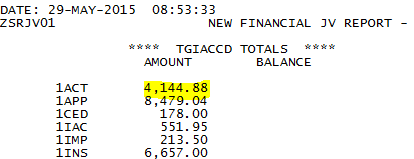 DATE: 29-MAY-2015 08:53:33
ZSRJV01 NEW FINANCIAL JV REPORT -
**** TGIACCD TOTALS ****
AMOUNT BALANCE
1ACT 4,144.88
1APP 8,479.04
1CED 178.00
1IAC 551.95
1IMP 213.50
1INS 6,657.00